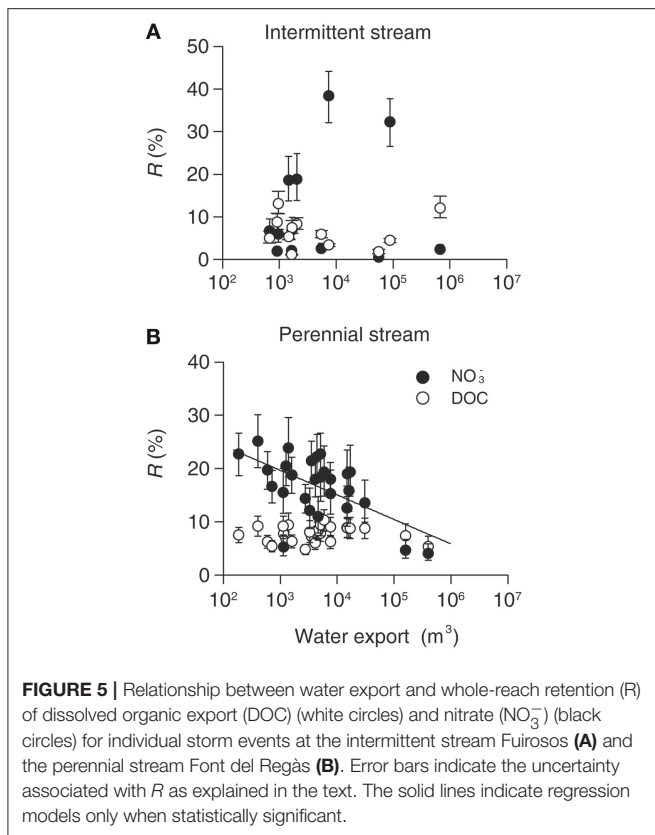 A
Intermittent stream
50
40
30
20
10
0
R (%)
10²
10³
10⁴
10⁵
10⁶
10⁷
B
Perennial stream
40
30
20
10
0
R (%)
NO₃⁻
DOC
10²
10³
10⁴
10⁵
10⁶
10⁷
Water export (m³)
FIGURE 5 | Relationship between water export and whole-reach retention (R)
of dissolved organic export (DOC) (white circles) and nitrate (NO₃⁻) (black
circles) for individual storm events at the intermittent stream Fuirosos (A) and
the perennial stream Font del Regàs (B). Error bars indicate the uncertainty
associated with R as explained in the text. The solid lines indicate regression
models only when statistically significant.